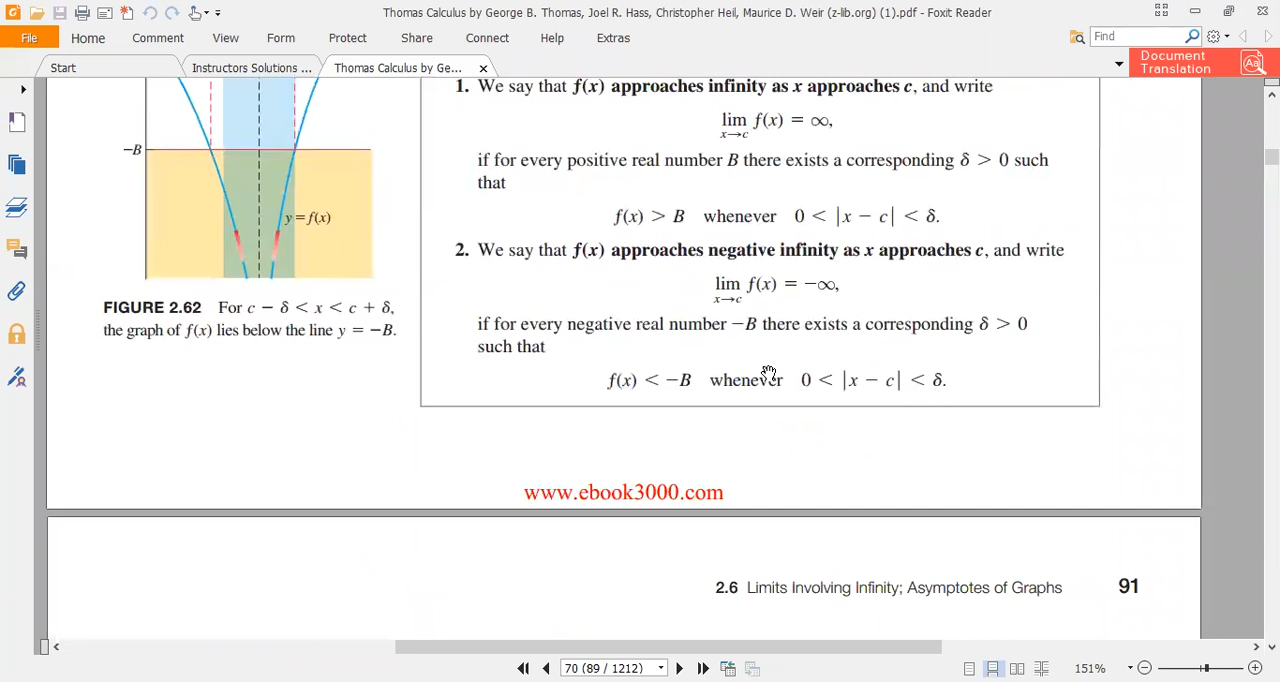 Thomas Calculus by George B. Thomas, Joel R. Hass, Christopher Heil, Maurice D. Weir (z-lib.org) (1).pdf - Foxit Reader
File Home Comment View Form Protect Share Connect Help Extras Find
Start Instructors Solutions ... Thomas Calculus by Ge... Document Translation
1. We say that f(x) approaches infinity as x approaches c, and write
lim x→c f(x) = ∞,
if for every positive real number B there exists a corresponding δ > 0 such
that
f(x) > B whenever 0 < |x − c| < δ.
2. We say that f(x) approaches negative infinity as x approaches c, and write
lim x→c f(x) = −∞,
if for every negative real number −B there exists a corresponding δ > 0
such that
f(x) < −B whenever 0 < |x − c| < δ.
−B
y = f(x)
FIGURE 2.62 For c − δ < x < c + δ,
the graph of f(x) lies below the line y = −B.
www.ebook3000.com
2.6 Limits Involving Infinity; Asymptotes of Graphs 91
70 (89 / 1212) 151%